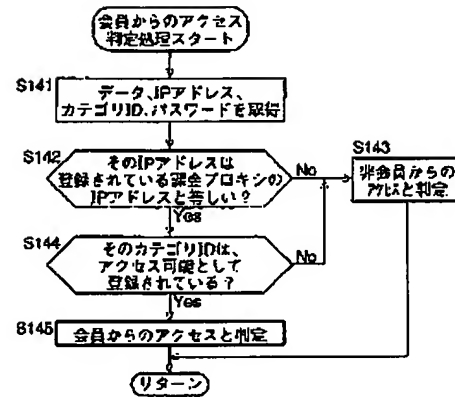 会員からのアクセス
判定処理スタート
S141
データ、IPアドレス、
カテゴリID、パスワードを取得
S142
そのIPアドレスは
登録されている課金プロキシの
IPアドレスと等しい？
No
S143
非会員からの
アクセスと判定
Yes
S144
そのカテゴリIDは、
アクセス可能として
登録されている？
No
Yes
S145
会員からのアクセスと判定
リターン